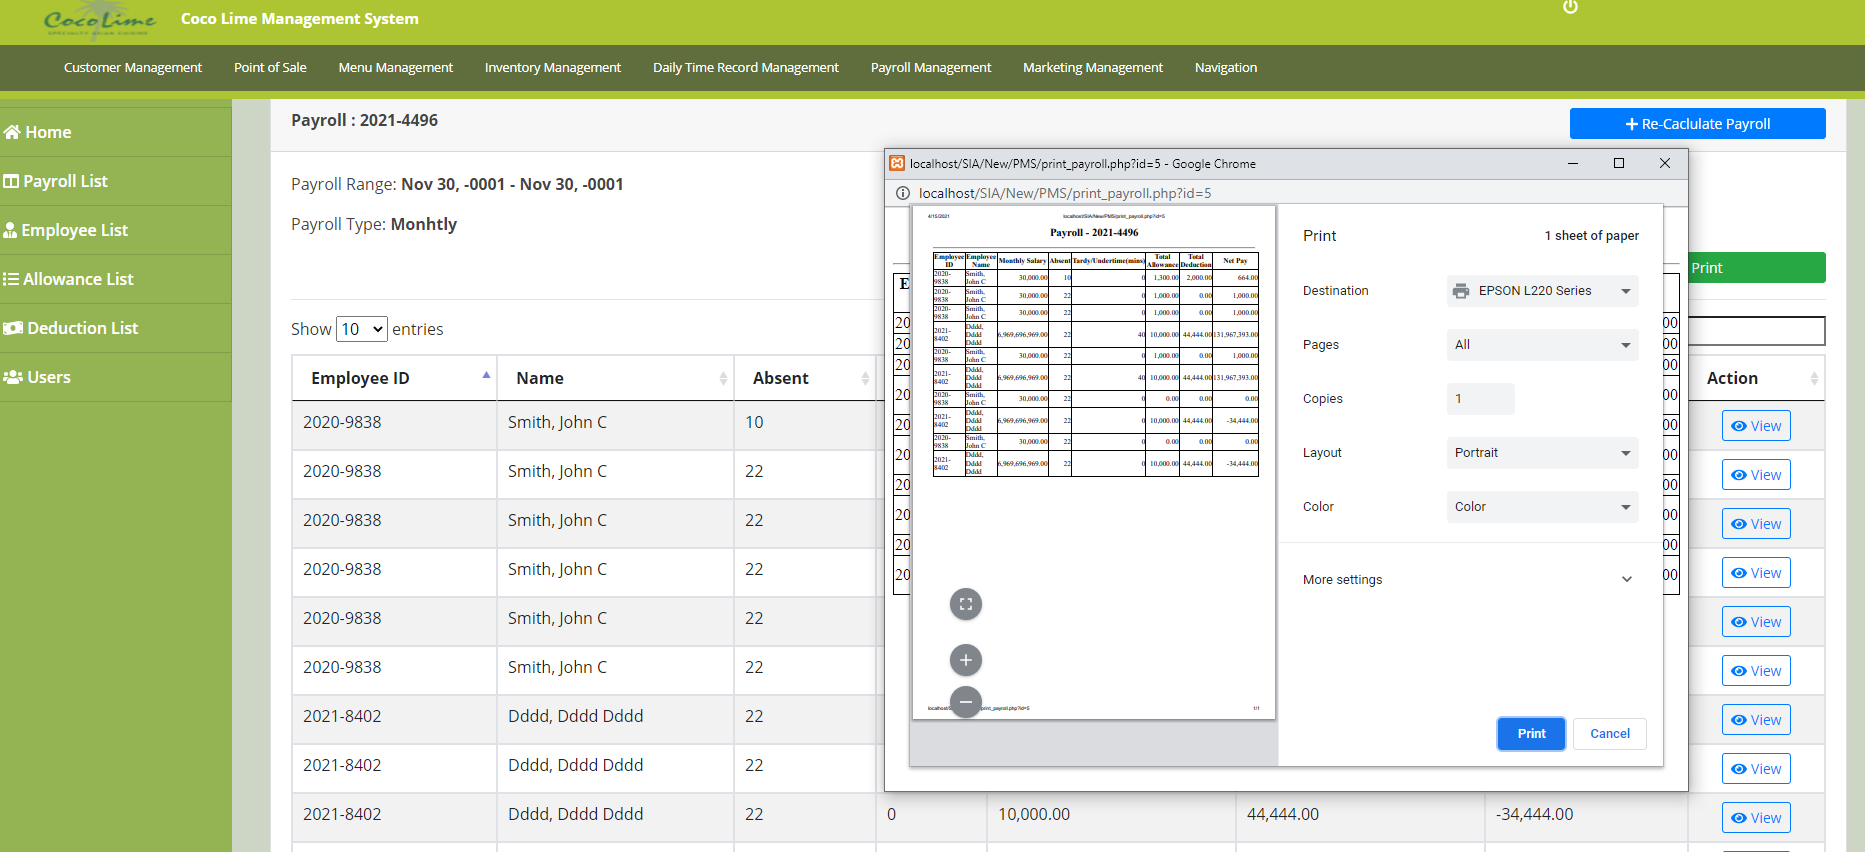 CocoLime
SPECIALTY ASIAN CUISINE
Coco Lime Management System
Customer Management Point of Sale Menu Management Inventory Management Daily Time Record Management Payroll Management Marketing Management Navigation
Home
Payroll List
Employee List
Allowance List
Deduction List
Users
Payroll : 2021-4496
Re-Caclulate Payroll
Payroll Range: Nov 30, -0001 - Nov 30, -0001
Payroll Type: Monhtly
Print
Show 10 entries
Employee ID Name Absent Action
2020-9838 Smith, John C 10 View
2020-9838 Smith, John C 22 View
2020-9838 Smith, John C 22 View
2020-9838 Smith, John C 22 View
2020-9838 Smith, John C 22 View
2020-9838 Smith, John C 22 View
2021-8402 Dddd, Dddd Dddd 22 View
2021-8402 Dddd, Dddd Dddd 22 View
2021-8402 Dddd, Dddd Dddd 22 0 10,000.00 44,444.00 -34,444.00 View
localhost/SIA/New/PMS/print_payroll.php?id=5 - Google Chrome
localhost/SIA/New/PMS/print_payroll.php?id=5
4/15/2021 localhost/SIA/New/PMS/print_payroll.php?id=5
Payroll - 2021-4496
Employee ID Employee Name Monthly Salary Absent Tardy/Undertime(mins) Total Allowance Total Deduction Net Pay
2020-9838 Smith, John C 30,000.00 10 0 1,300.00 2,000.00 664.00
2020-9838 Smith, John C 30,000.00 22 0 1,000.00 0.00 1,000.00
2020-9838 Smith, John C 30,000.00 22 0 1,000.00 0.00 1,000.00
2021-8402 Dddd, Dddd Dddd 6,969,696,969.00 22 40 10,000.00 44,444.00 131,967,393.00
2020-9838 Smith, John C 30,000.00 22 0 1,000.00 0.00 1,000.00
2021-8402 Dddd, Dddd Dddd 6,969,696,969.00 22 40 10,000.00 44,444.00 131,967,393.00
2020-9838 Smith, John C 30,000.00 22 0 0.00 0.00 0.00
2021-8402 Dddd, Dddd Dddd 6,969,696,969.00 22 0 10,000.00 44,444.00 -34,444.00
2020-9838 Smith, John C 30,000.00 22 0 0.00 0.00 0.00
2021-8402 Dddd, Dddd Dddd 6,969,696,969.00 22 0 10,000.00 44,444.00 -34,444.00
1/1
Print 1 sheet of paper
Destination EPSON L220 Series
Pages All
Copies 1
Layout Portrait
Color Color
More settings
Print Cancel